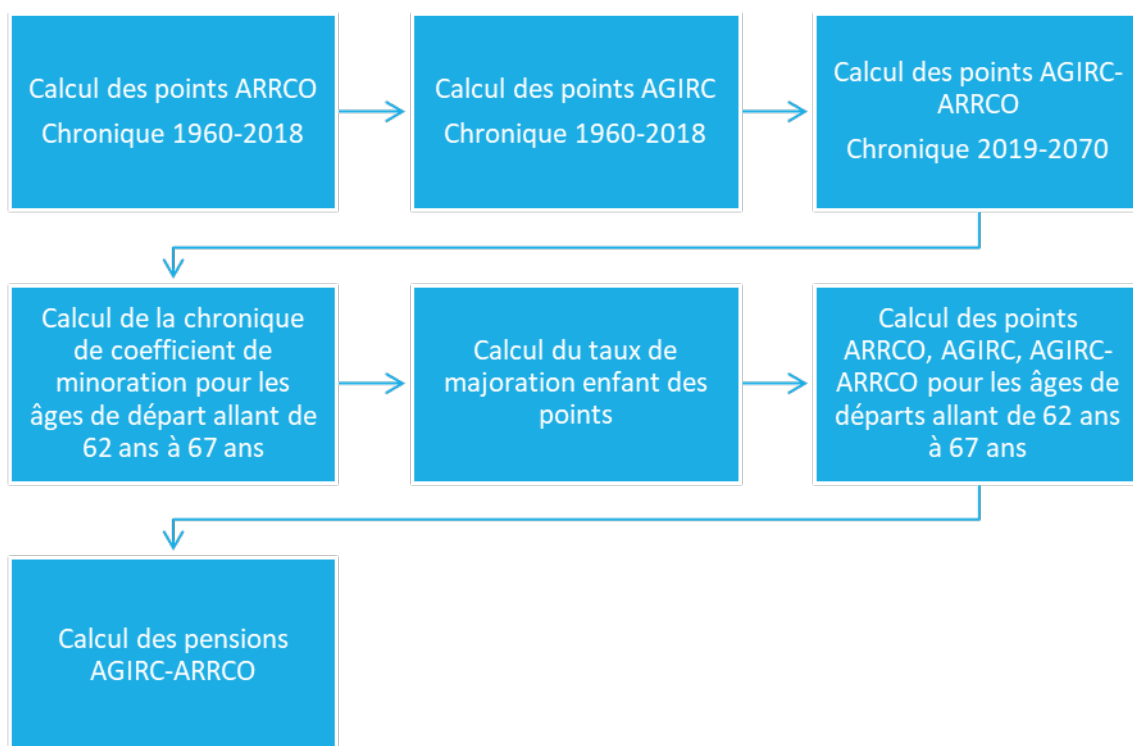 Calcul des points ARRCO
Chronique 1960-2018
Calcul des points AGIRC
Chronique 1960-2018
Calcul des points AGIRC-
ARRCO
Chronique 2019-2070
Calcul de la chronique
de coefficient de
minoration pour les
âges de départ allant de
62 ans à 67 ans
Calcul du taux de
majoration enfant des
points
Calcul des points
ARRCO, AGIRC, AGIRC-
ARRCO pour les âges de
départs allant de 62 ans
à 67 ans
Calcul des pensions
AGIRC-ARRCO